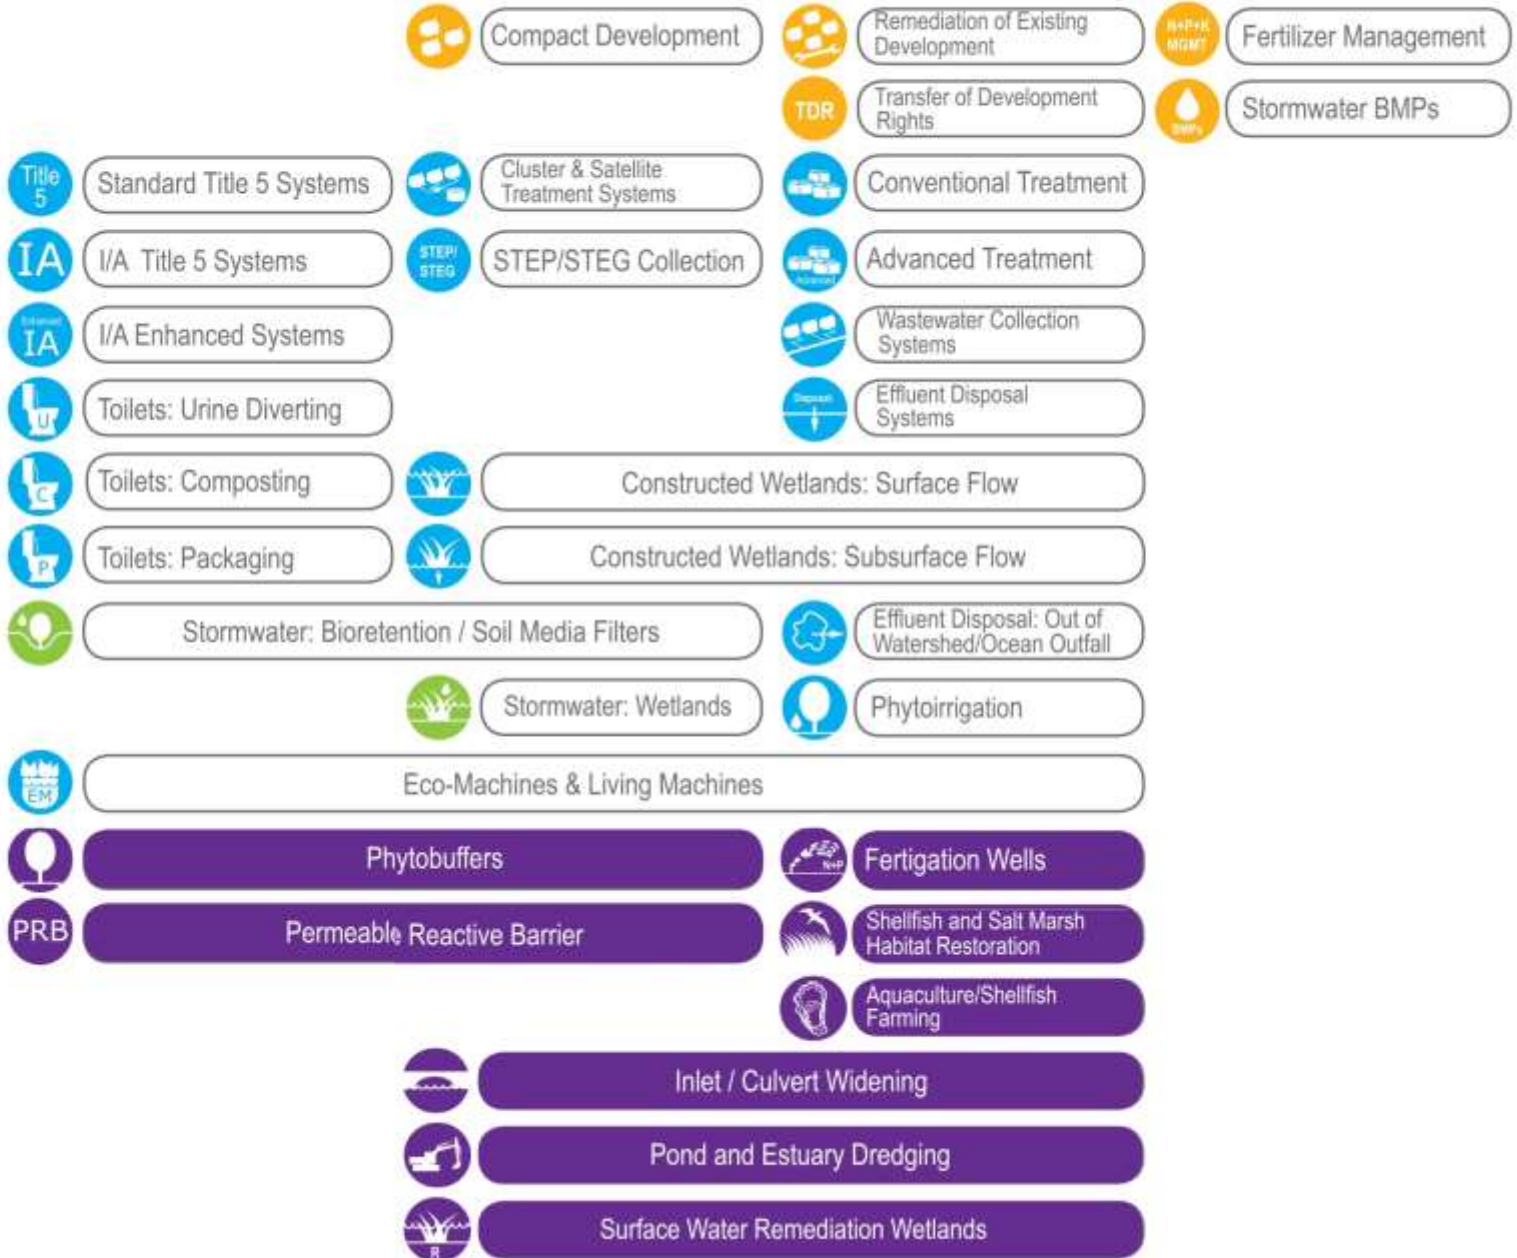 Compact Development
Remediation of Existing
Development
N+P+K
MGMT
Fertilizer Management
TDR
Transfer of Development
Rights
BMPs
Stormwater BMPs
Title
5
Standard Title 5 Systems
Cluster & Satellite
Treatment Systems
Conventional Treatment
IA
I/A Title 5 Systems
STEP/
STEG
STEP/STEG Collection
Advanced
Advanced Treatment
Enhanced
IA
I/A Enhanced Systems
Wastewater Collection
Systems
U
Toilets: Urine Diverting
Disposal
Effluent Disposal
Systems
C
Toilets: Composting
Constructed Wetlands: Surface Flow
P
Toilets: Packaging
Constructed Wetlands: Subsurface Flow
Stormwater: Bioretention / Soil Media Filters
Effluent Disposal: Out of
Watershed/Ocean Outfall
Stormwater: Wetlands
Phytoirrigation
EM
Eco-Machines & Living Machines
Phytobuffers
N+P
Fertigation Wells
PRB
Permeable Reactive Barrier
Shellfish and Salt Marsh
Habitat Restoration
Aquaculture/Shellfish
Farming
Inlet / Culvert Widening
Pond and Estuary Dredging
R
Surface Water Remediation Wetlands